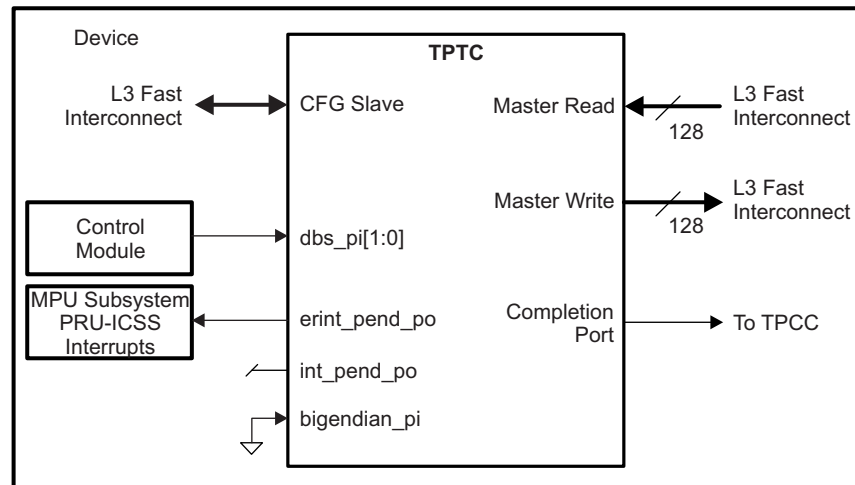 Device
TPTC
L3 Fast
Interconnect
CFG Slave
Master Read
128
L3 Fast
Interconnect
Master Write
128
L3 Fast
Interconnect
Control
Module
dbs_pi[1:0]
MPU Subsystem
PRU-ICSS
Interrupts
erint_pend_po
Completion
Port
To TPCC
int_pend_po
bigendian_pi